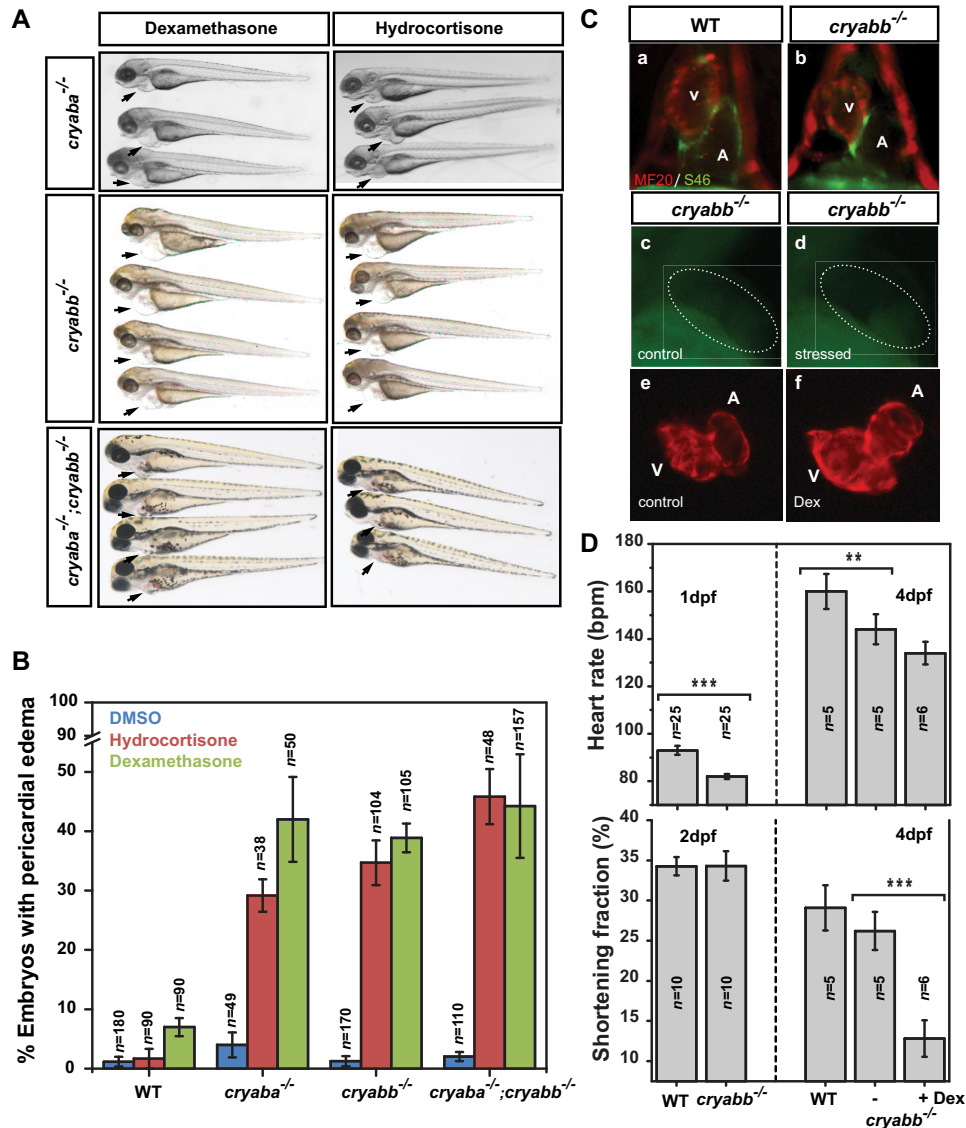 A
Dexamethasone
Hydrocortisone
cryaba-/-
cryabb-/-
cryaba-/-;cryabb-/-
B
% Embryos with pericardial edema
100
90
50
40
30
20
10
0
DMSO
Hydrocortisone
Dexamethasone
n=180
n=90
n=90
n=49
n=38
n=50
n=170
n=104
n=105
n=110
n=48
n=157
WT
cryaba-/-
cryabb-/-
cryaba-/-;cryabb-/-
C
WT
cryabb-/-
a
V
A
MF20/S46
b
V
A
cryabb-/-
cryabb-/-
c
control
d
stressed
e
A
V
control
f
A
V
Dex
D
Heart rate (bpm)
180
160
140
120
100
80
1dpf
4dpf
***
**
n=25
n=25
n=5
n=5
n=6
Shortening fraction (%)
40
35
30
25
20
15
10
2dpf
4dpf
***
n=10
n=10
n=5
n=5
n=6
WT
cryabb-/-
WT
-
+ Dex
cryabb-/-